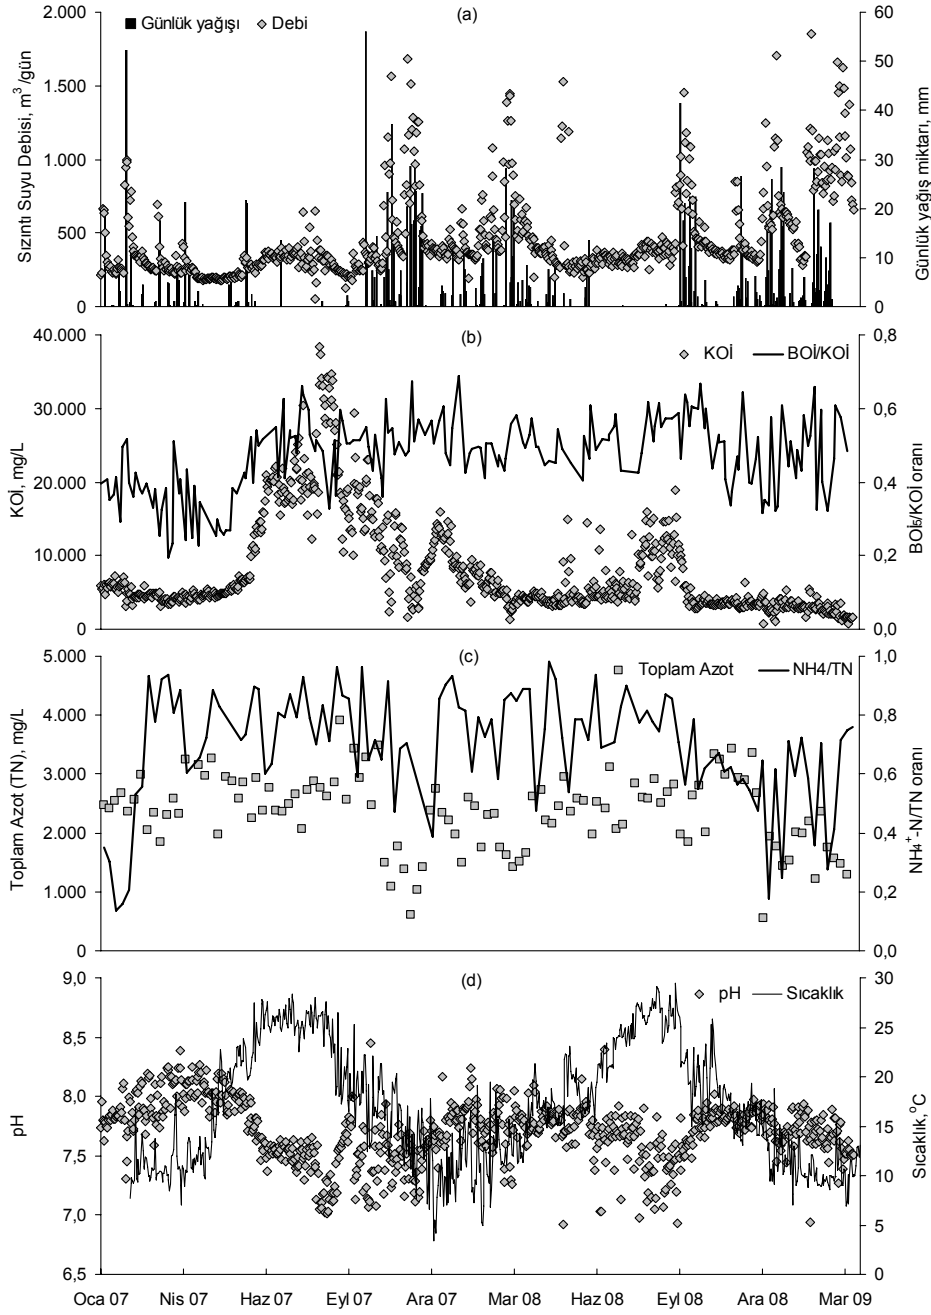 (a)
Günlük yağışı
Debi
Sızıntı Suyu Debisi, m³/gün
2.000
1.500
1.000
500
0
60
50
40
30
20
10
0
Günlük yağış miktarı, mm
(b)
KOİ
BOİ/KOİ
KOİ, mg/L
40.000
30.000
20.000
10.000
0
0,8
0,6
0,4
0,2
0,0
BOİ₅/KOİ oranı
(c)
Toplam Azot
NH4/TN
Toplam Azot (TN), mg/L
5.000
4.000
3.000
2.000
1.000
0
1,0
0,8
0,6
0,4
0,2
0,0
NH₄⁺-N/TN oranı
(d)
pH
Sıcaklık
pH
9,0
8,5
8,0
7,5
7,0
6,5
30
25
20
15
10
5
0
Sıcaklık,°C
Oca 07 Nis 07 Haz 07 Eyl 07 Ara 07 Mar 08 Haz 08 Eyl 08 Ara 08 Mar 09